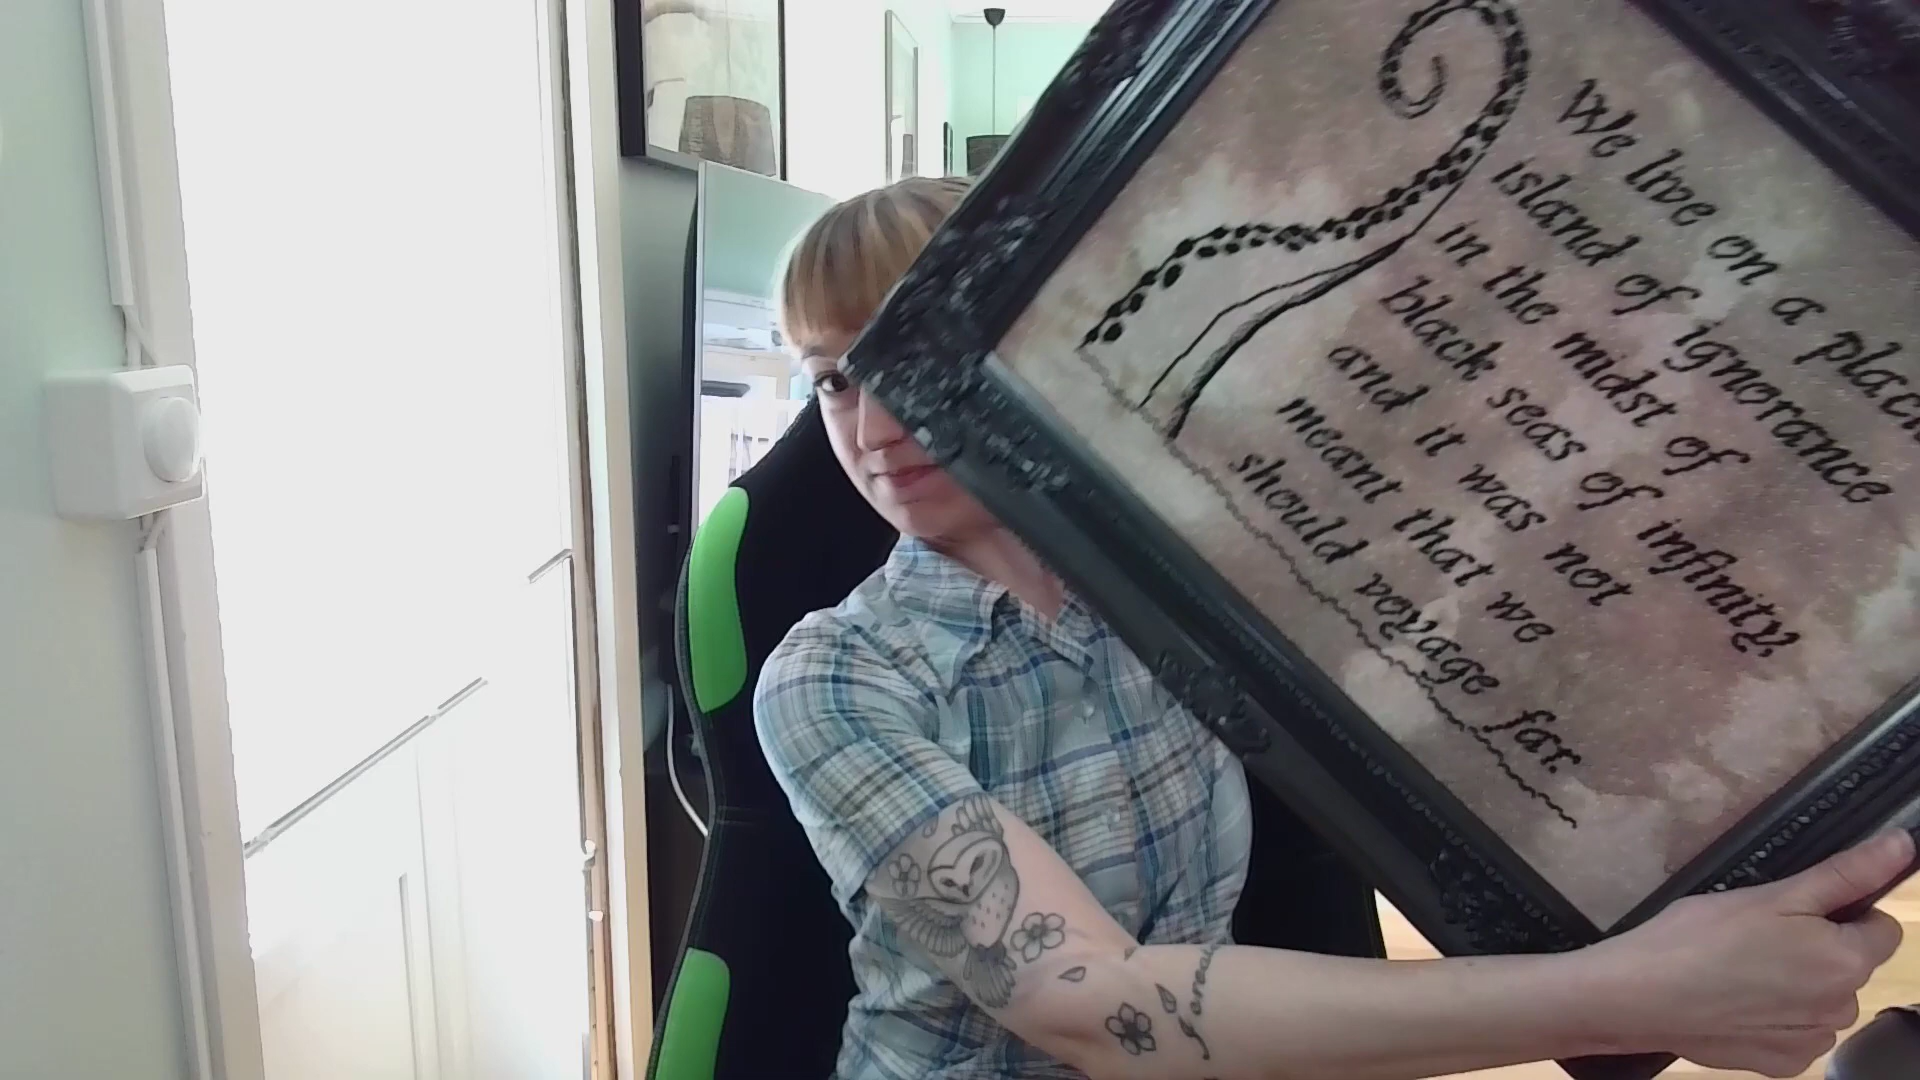 We live on a placid
island of ignorance
in the midst of
black seas of infinity,
and it was not
meant that we
should voyage far.